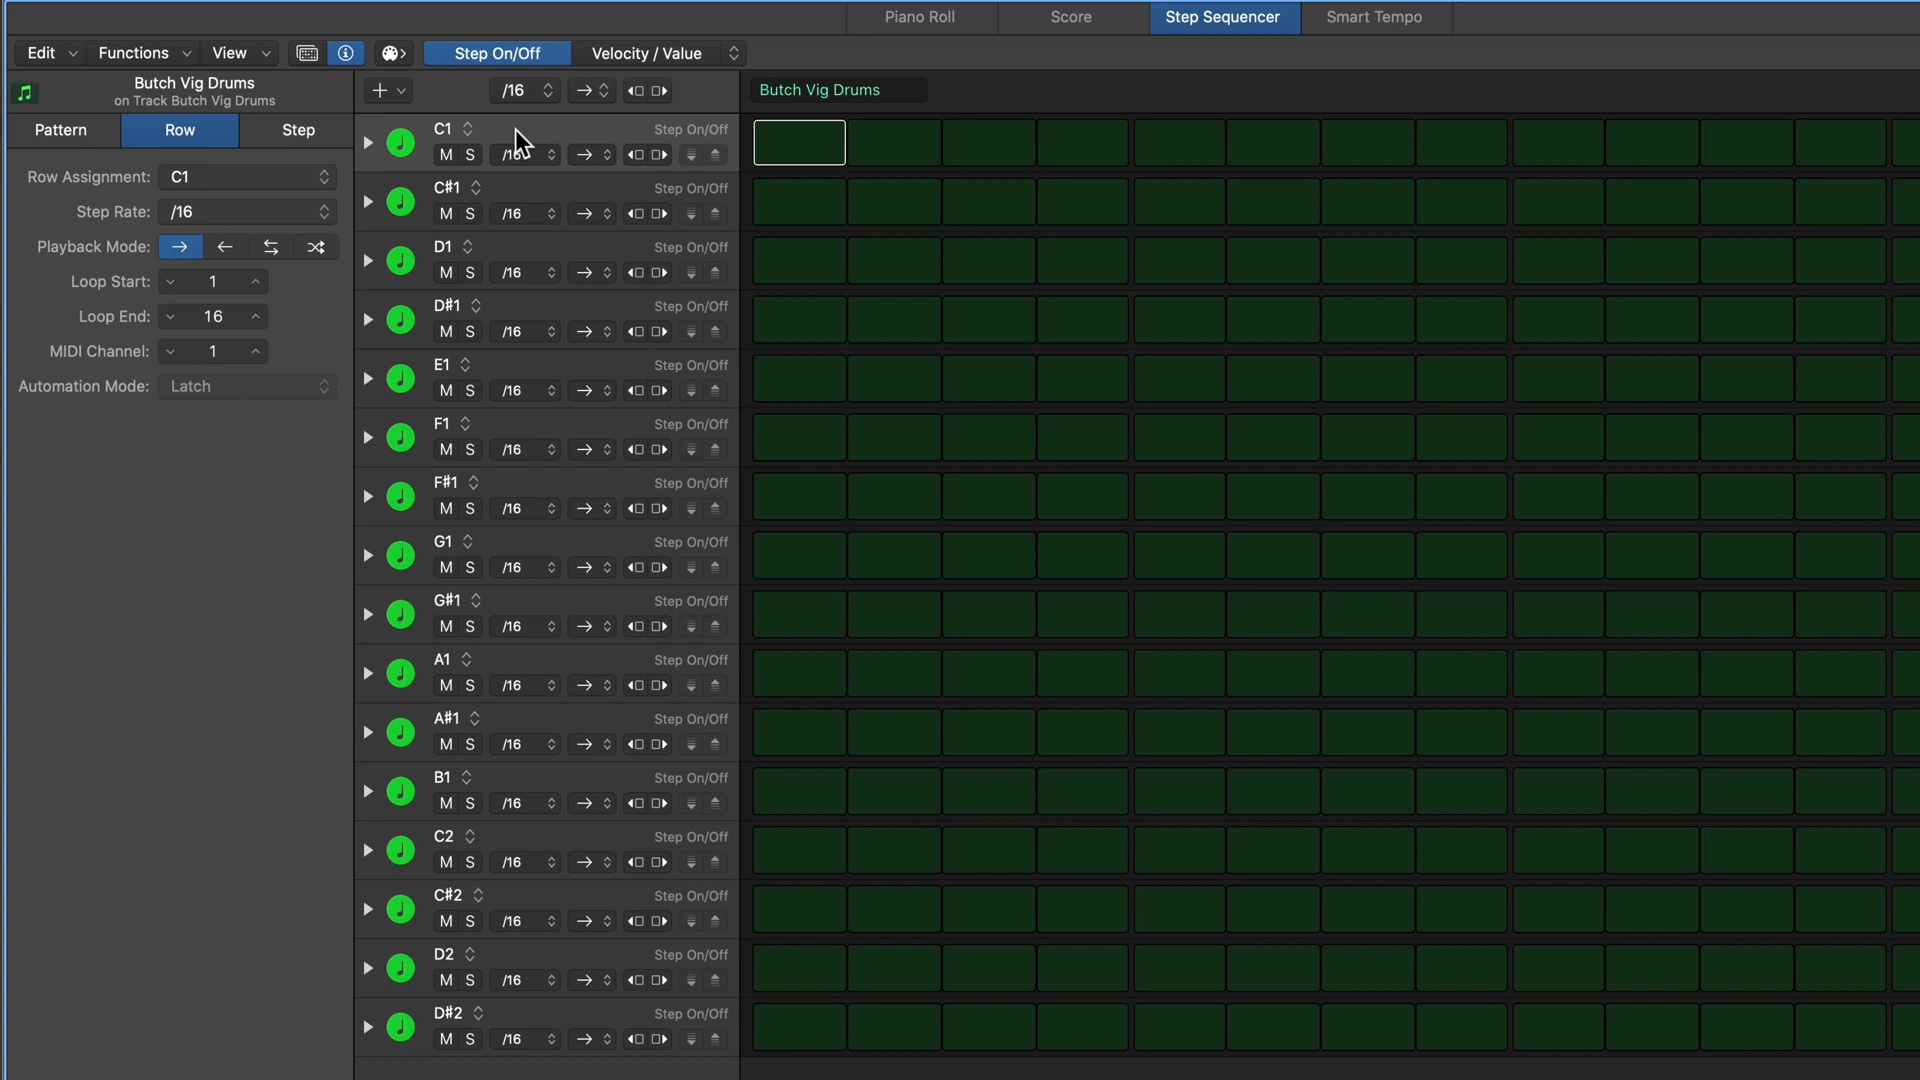 Piano Roll Score Step Sequencer Smart Tempo
Edit Functions View Step On/Off Velocity / Value
Butch Vig Drums
on Track Butch Vig Drums
/16
Butch Vig Drums
Pattern Row Step
Row Assignment: C1
Step Rate: /16
Playback Mode:
Loop Start: 1
Loop End: 16
MIDI Channel: 1
Automation Mode: Latch
C1 Step On/Off
M S /16
C#1 Step On/Off
M S /16
D1 Step On/Off
M S /16
D#1 Step On/Off
M S /16
E1 Step On/Off
M S /16
F1 Step On/Off
M S /16
F#1 Step On/Off
M S /16
G1 Step On/Off
M S /16
G#1 Step On/Off
M S /16
A1 Step On/Off
M S /16
A#1 Step On/Off
M S /16
B1 Step On/Off
M S /16
C2 Step On/Off
M S /16
C#2 Step On/Off
M S /16
D2 Step On/Off
M S /16
D#2 Step On/Off
M S /16